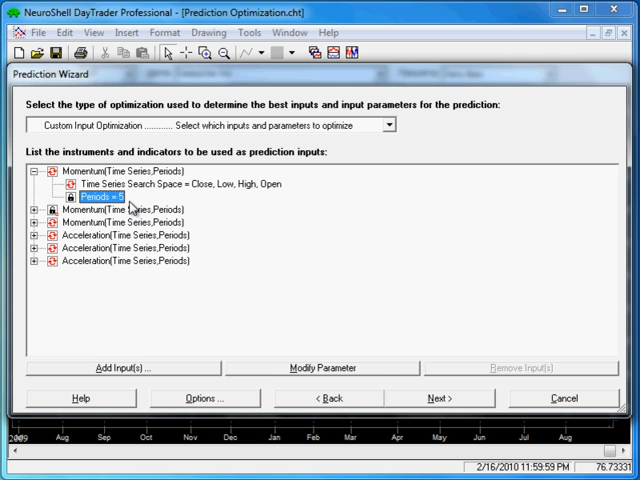 NeuroShell DayTrader Professional - [Prediction Optimization.cht]
File Edit View Insert Format Drawing Tools Window Help
Prediction Wizard
Select the type of optimization used to determine the best inputs and input parameters for the prediction:
Custom Input Optimization ............ Select which inputs and parameters to optimize
List the instruments and indicators to be used as prediction inputs:
Momentum(Time Series,Periods)
Time Series Search Space = Close, Low, High, Open
Periods = 5
Momentum(Time Series,Periods)
Momentum(Time Series,Periods)
Acceleration(Time Series,Periods)
Acceleration(Time Series,Periods)
Acceleration(Time Series,Periods)
Add Input(s) ... Modify Parameter Remove Input(s)
Help Options ... < Back Next > Cancel
2009 Aug Sep Oct Nov Dec Jan Feb Mar Apr May Jun Jul Aug
2/16/2010 11:59:59 PM 76.73331